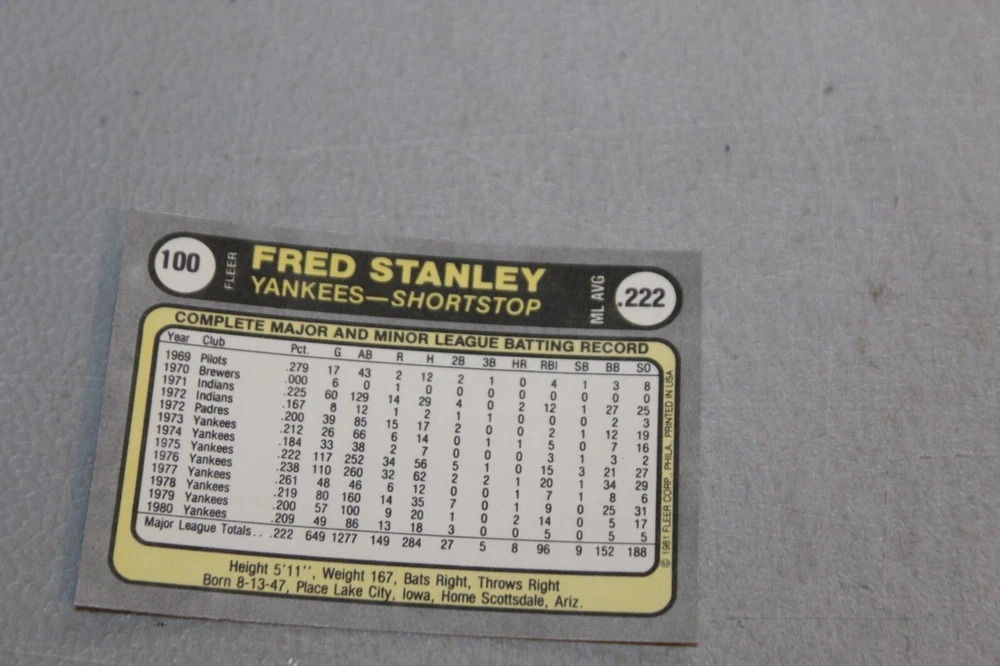 100
FLEER
FRED STANLEY
YANKEES—SHORTSTOP
ML AVG
.222
COMPLETE MAJOR AND MINOR LEAGUE BATTING RECORD
Year Club Pct. G AB R H 2B 3B HR RBI SB BB SO
1969 Pilots .279 17 43 2 12 2 1 0 4 1 3 8
1970 Brewers .000 6 0 1 0 0 0 0 0 0 0 0
1971 Indians .225 60 129 14 29 4 0 2 12 1 27 25
1972 Indians .167 6 12 1 2 1 0 0 0 0 2 3
1972 Padres .200 39 85 15 17 2 0 0 2 1 12 19
1973 Yankees .212 26 66 6 14 0 1 1 5 0 7 16
1974 Yankees .184 33 38 2 7 0 0 0 3 1 3 2
1975 Yankees .222 117 252 34 56 5 1 0 15 3 21 27
1976 Yankees .238 110 260 32 62 2 2 1 20 1 34 29
1977 Yankees .261 48 46 6 12 0 0 1 7 1 8 6
1978 Yankees .219 80 160 14 35 7 0 1 9 0 25 31
1979 Yankees .200 57 100 9 20 1 0 2 14 0 5 17
1980 Yankees .209 49 86 13 18 3 0 0 5 0 5 5
Major League Totals.. .222 649 1277 149 284 27 5 8 96 9 152 188
Height 5'11'', Weight 167, Bats Right, Throws Right
Born 8-13-47, Place Lake City, Iowa, Home Scottsdale, Ariz.
© 1981 FLEER CORP., PHILA. PRINTED IN USA